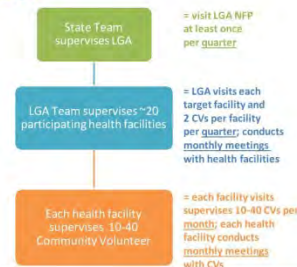 State Team
supervises LGA
= visit LGA NFP
at least once
per quarter
LGA Team supervises ~20
participating health facilities
= LGA visits each
target facility and
2 CVs per facility
per quarter; conducts
monthly meetings
with health facilities
Each health facility
supervises 10-40
Community Volunteer
= each facility visits
supervises 10-40 CVs per
month; each health
facility conducts
monthly meetings
with CVs